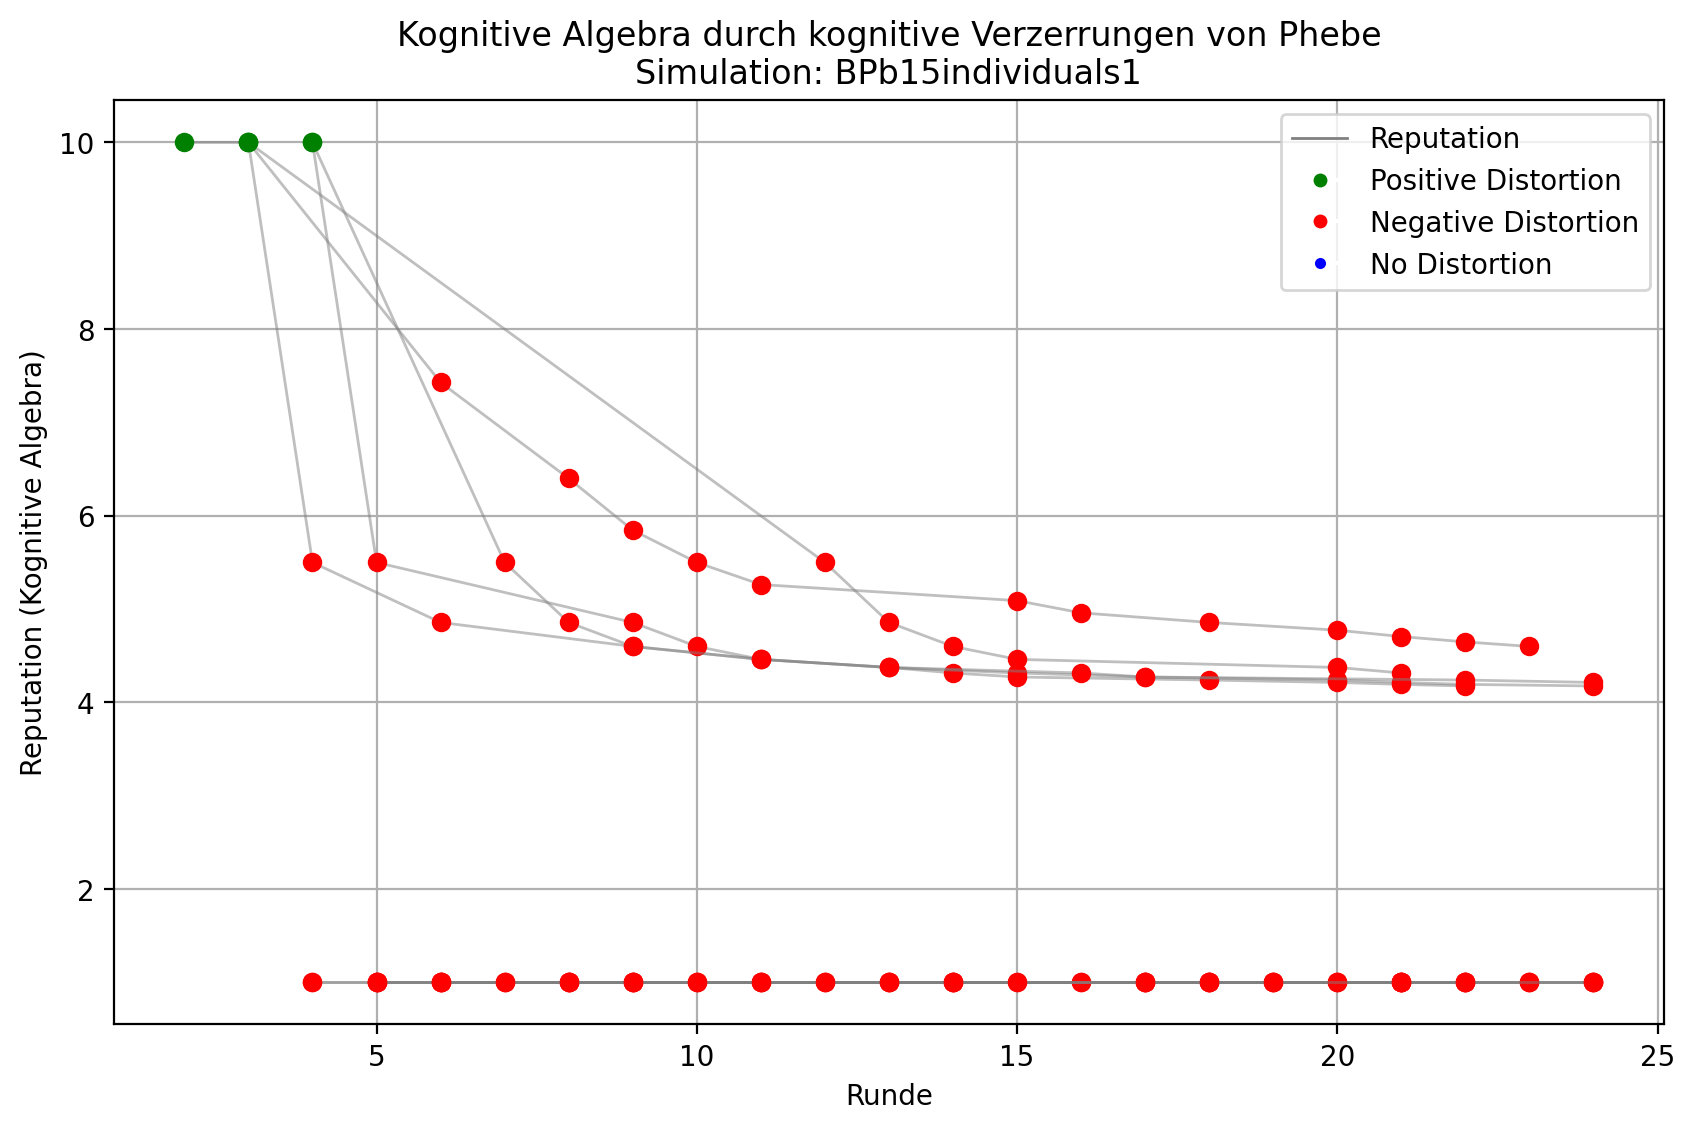 Kognitive Algebra durch kognitive Verzerrungen von Phebe
Simulation: BPb15individuals1
Reputation
Positive Distortion
Negative Distortion
No Distortion
Reputation (Kognitive Algebra)
10
8
6
4
2
5
10
15
20
25
Runde